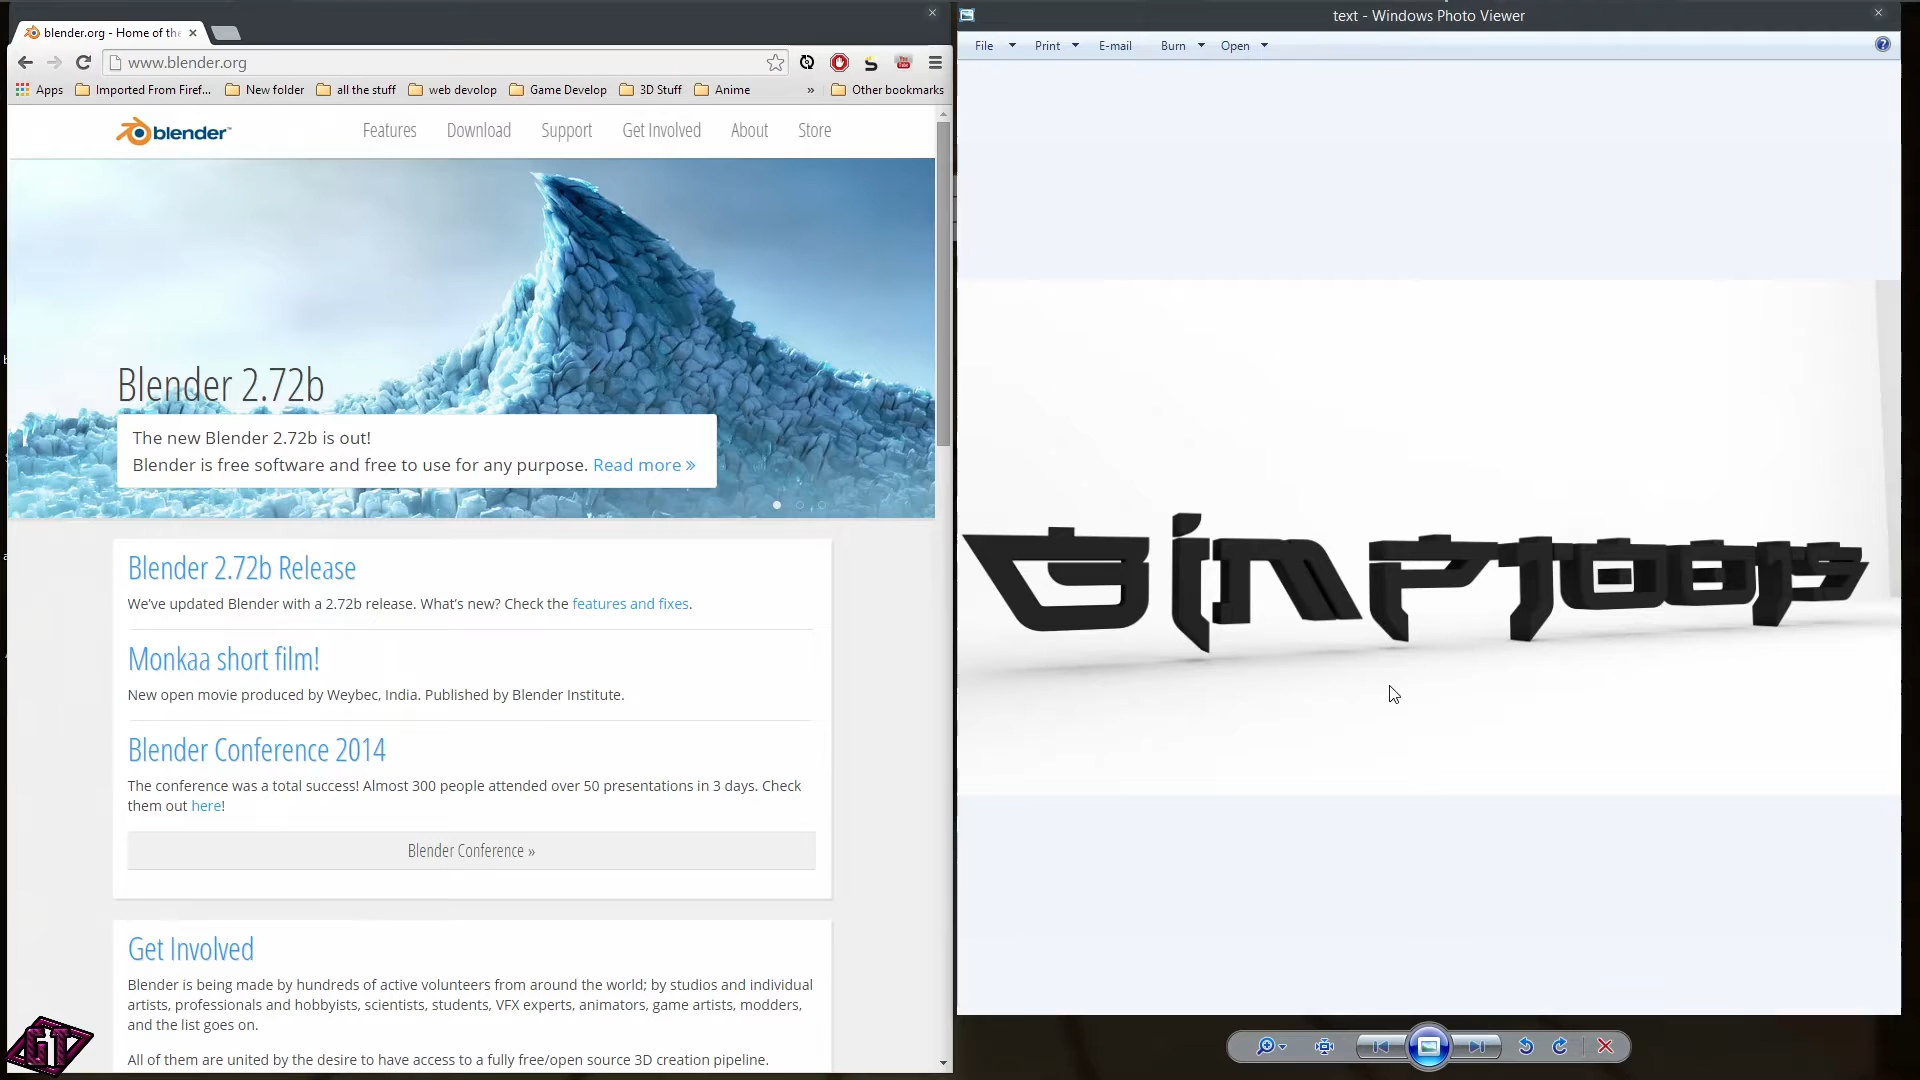 blender.org - Home of the
www.blender.org
Apps Imported From Firef... New folder all the stuff web devolop Game Develop 3D Stuff Anime » Other bookmarks
blender
Features Download Support Get Involved About Store
Blender 2.72b
The new Blender 2.72b is out!
Blender is free software and free to use for any purpose. Read more »
Blender 2.72b Release
We've updated Blender with a 2.72b release. What's new? Check the features and fixes.
Monkaa short film!
New open movie produced by Weybec, India. Published by Blender Institute.
Blender Conference 2014
The conference was a total success! Almost 300 people attended over 50 presentations in 3 days. Check
them out here!
Blender Conference »
Get Involved
Blender is being made by hundreds of active volunteers from around the world; by studios and individual
artists, professionals and hobbyists, scientists, students, VFX experts, animators, game artists, modders,
and the list goes on.
All of them are united by the desire to have access to a fully free/open source 3D creation pipeline.
GT
text - Windows Photo Viewer
File Print E-mail Burn Open
GimpTools